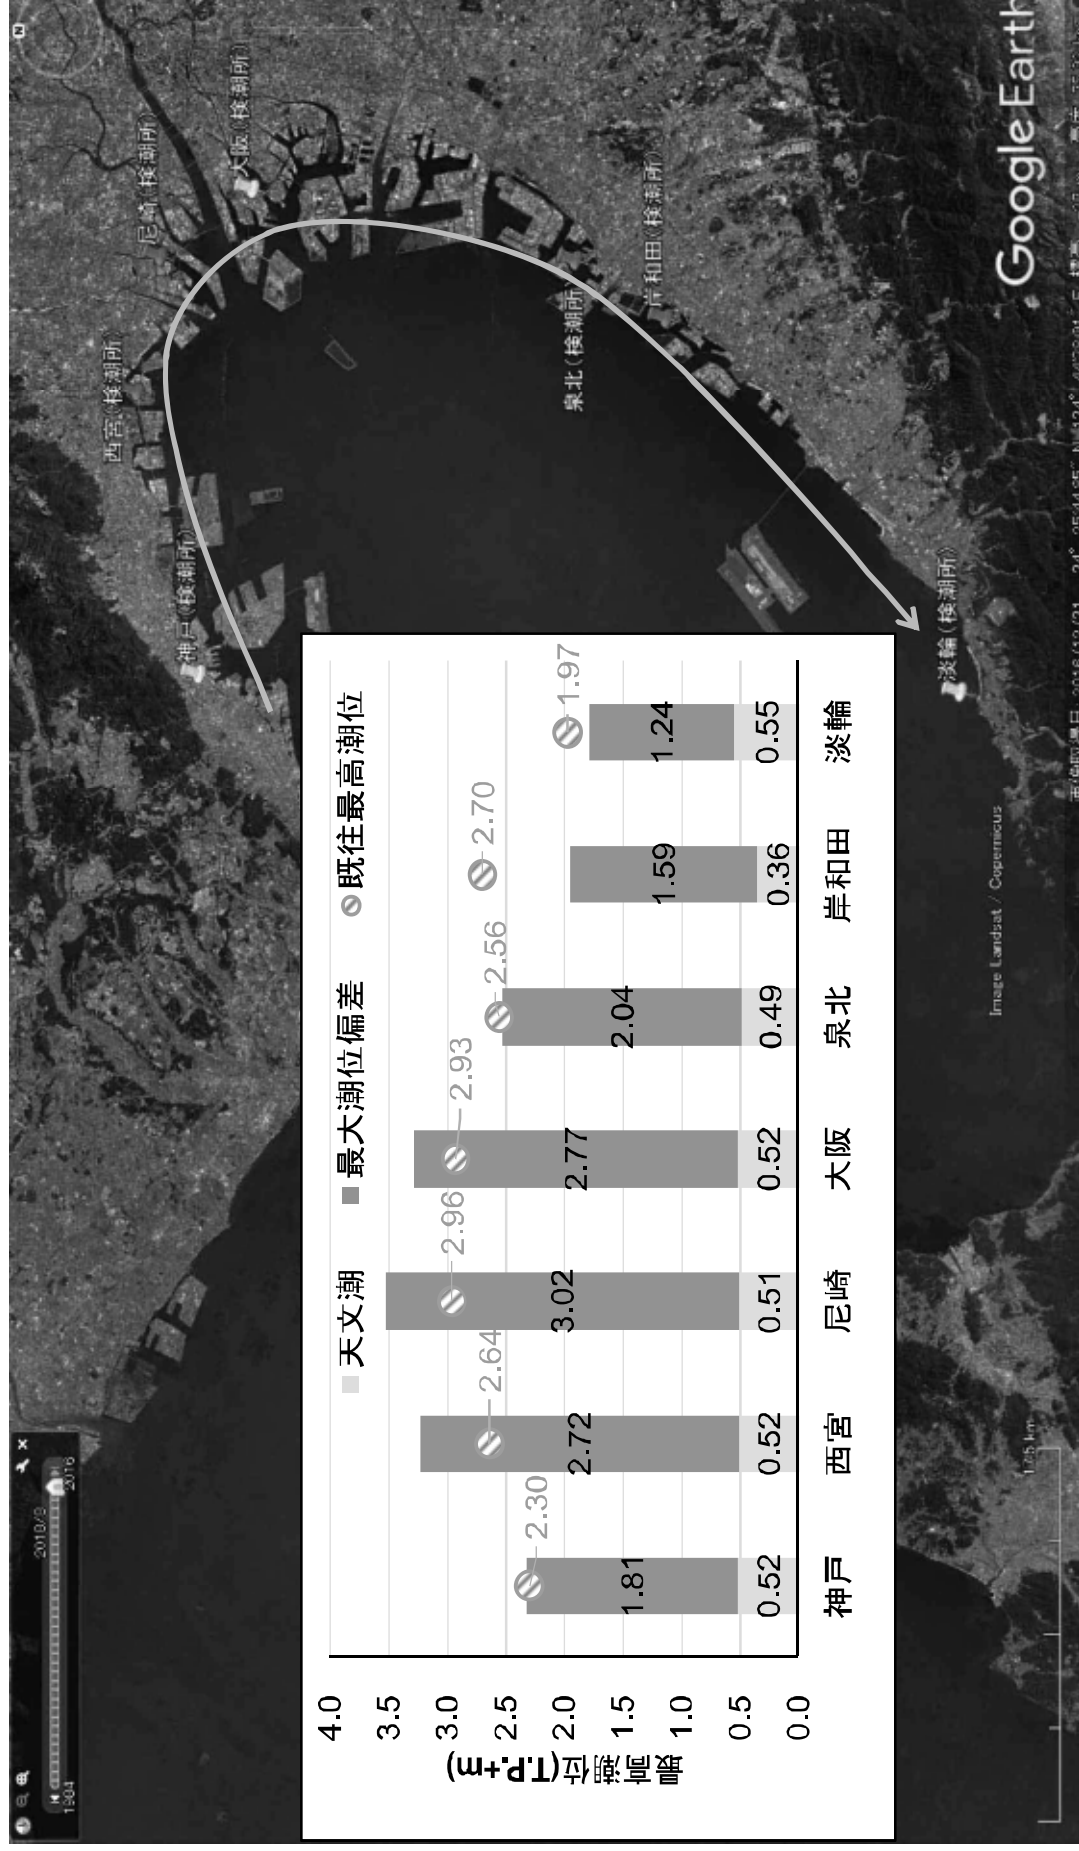 2018/9
1984
2016
N
神戸(検潮所)
西宮(検潮所)
尼崎(検潮所)
大阪(検潮所)
泉北(検潮所)
岸和田(検潮所)
淡輪(検潮所)
天文潮 最大潮位偏差 既往最高潮位
最高潮位(T.P.+m)
4.0
3.5
3.0
2.5
2.0
1.5
1.0
0.5
0.0
2.30 2.64 2.96 2.93 2.56 2.70 1.97
1.81 2.72 3.02 2.77 2.04 1.59 1.24
0.52 0.52 0.51 0.52 0.49 0.36 0.55
神戸 西宮 尼崎 大阪 泉北 岸和田 淡輪
Image Landsat / Copernicus
Google Earth